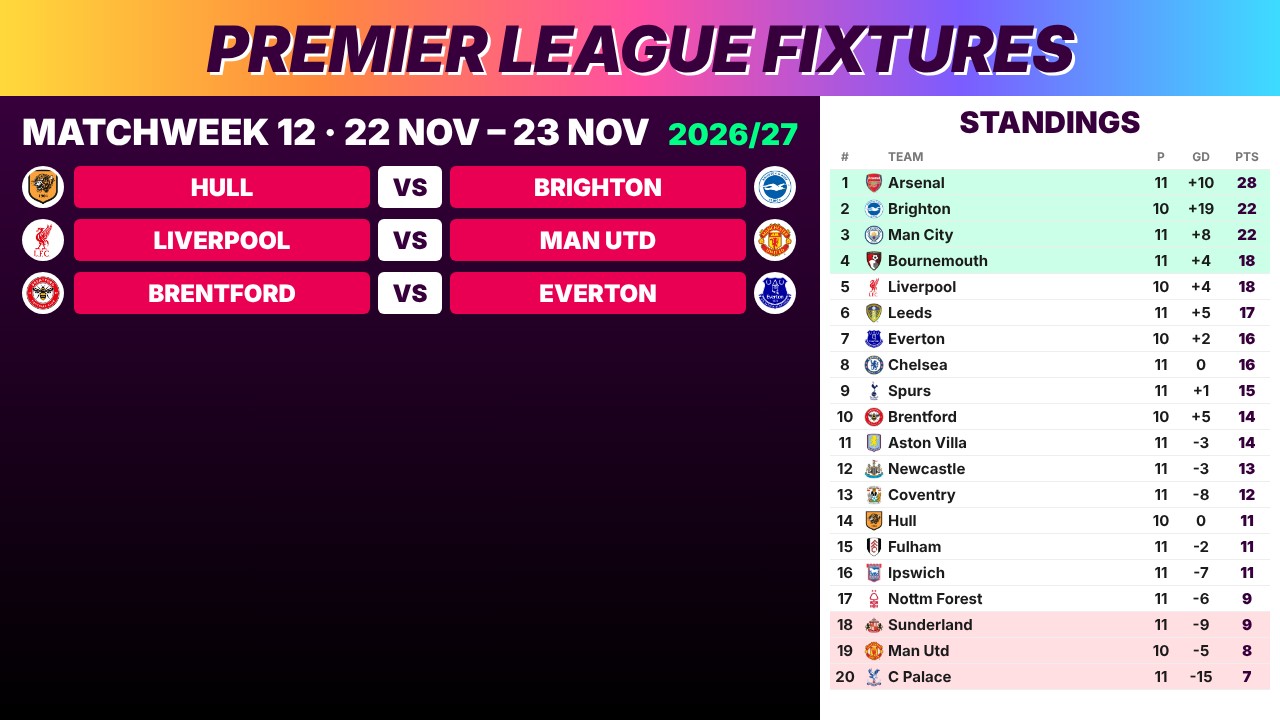 PREMIER LEAGUE FIXTURES
MATCHWEEK 12 · 22 NOV – 23 NOV 2026/27
HULL VS BRIGHTON
LIVERPOOL VS MAN UTD
BRENTFORD VS EVERTON
STANDINGS
# TEAM P GD PTS
1 Arsenal 11 +10 28
2 Brighton 10 +19 22
3 Man City 11 +8 22
4 Bournemouth 11 +4 18
5 Liverpool 10 +4 18
6 Leeds 11 +5 17
7 Everton 10 +2 16
8 Chelsea 11 0 16
9 Spurs 11 +1 15
10 Brentford 10 +5 14
11 Aston Villa 11 -3 14
12 Newcastle 11 -3 13
13 Coventry 11 -8 12
14 Hull 10 0 11
15 Fulham 11 -2 11
16 Ipswich 11 -7 11
17 Nottm Forest 11 -6 9
18 Sunderland 11 -9 9
19 Man Utd 10 -5 8
20 C Palace 11 -15 7